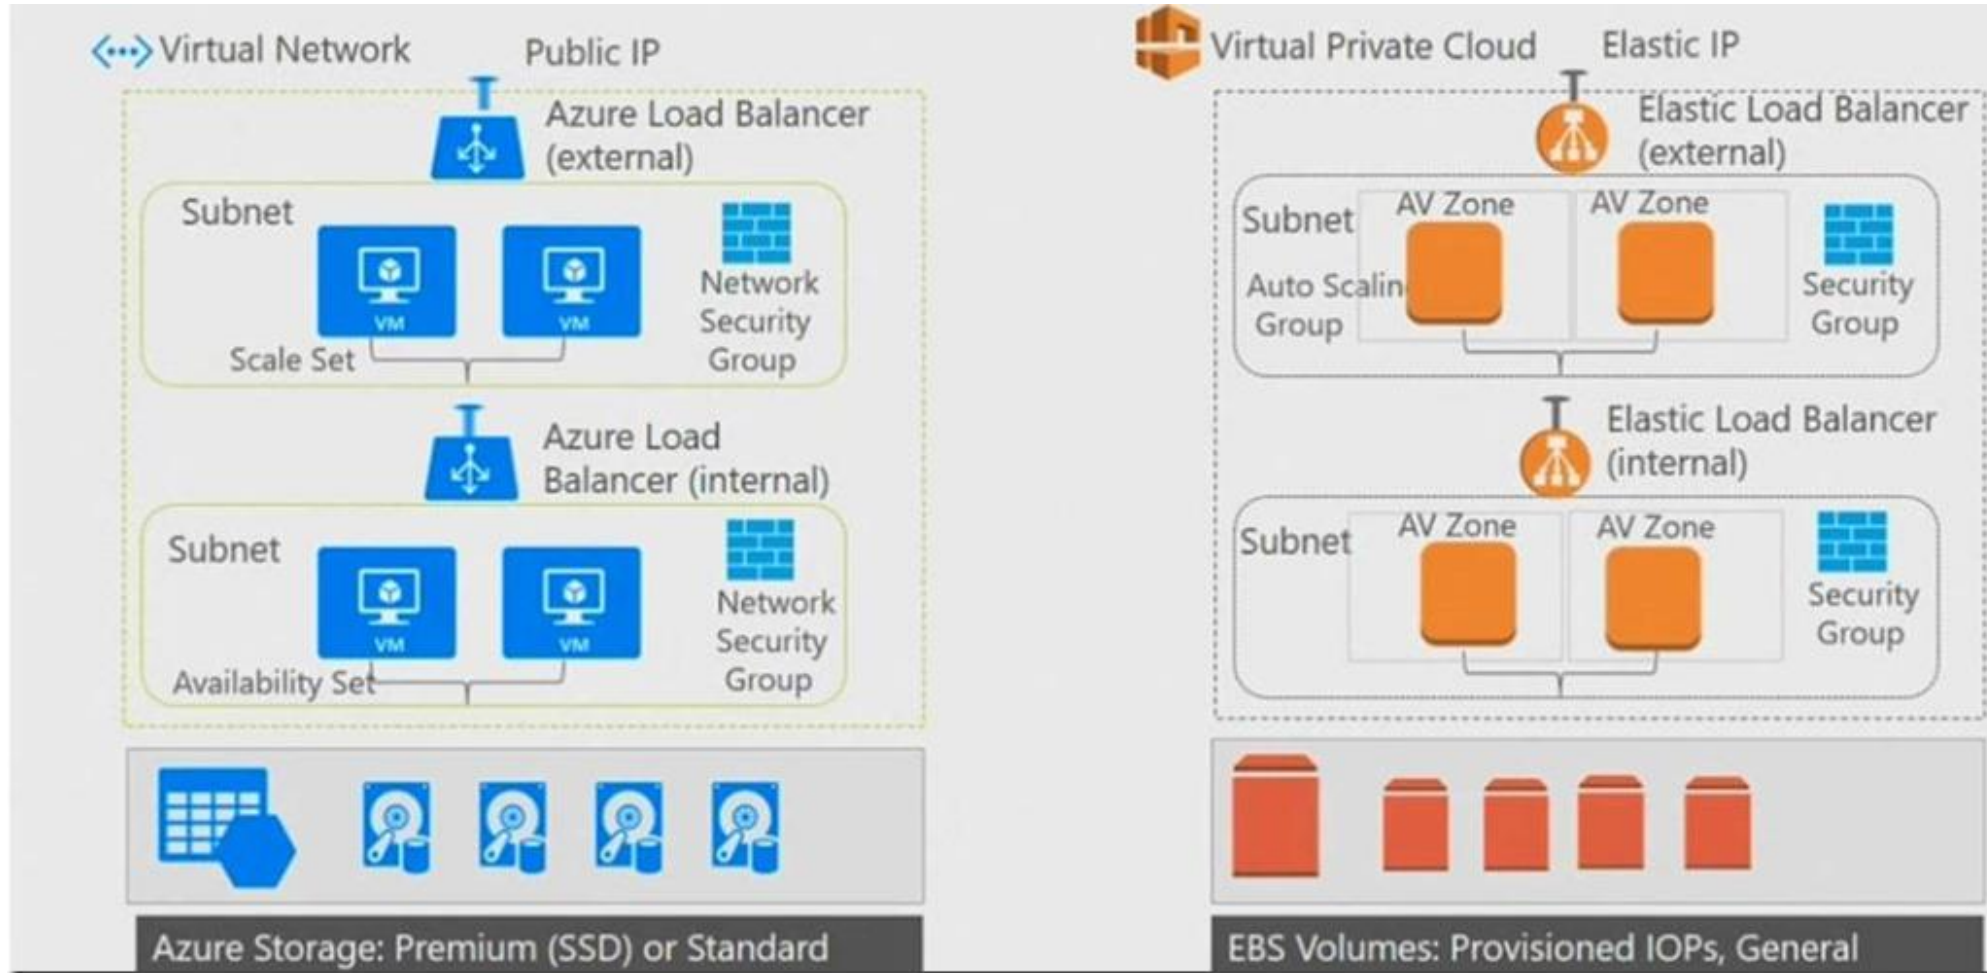 Virtual Network
Public IP
Azure Load Balancer
(external)
Subnet
VM
VM
Network
Security
Group
Scale Set
Azure Load
Balancer (internal)
Subnet
VM
VM
Network
Security
Group
Availability Set
Azure Storage: Premium (SSD) or Standard
Virtual Private Cloud
Elastic IP
Elastic Load Balancer
(external)
Subnet
AV Zone
AV Zone
Auto Scalin
Group
Security
Group
Elastic Load Balancer
(internal)
Subnet
AV Zone
AV Zone
Security
Group
EBS Volumes: Provisioned IOPs, General